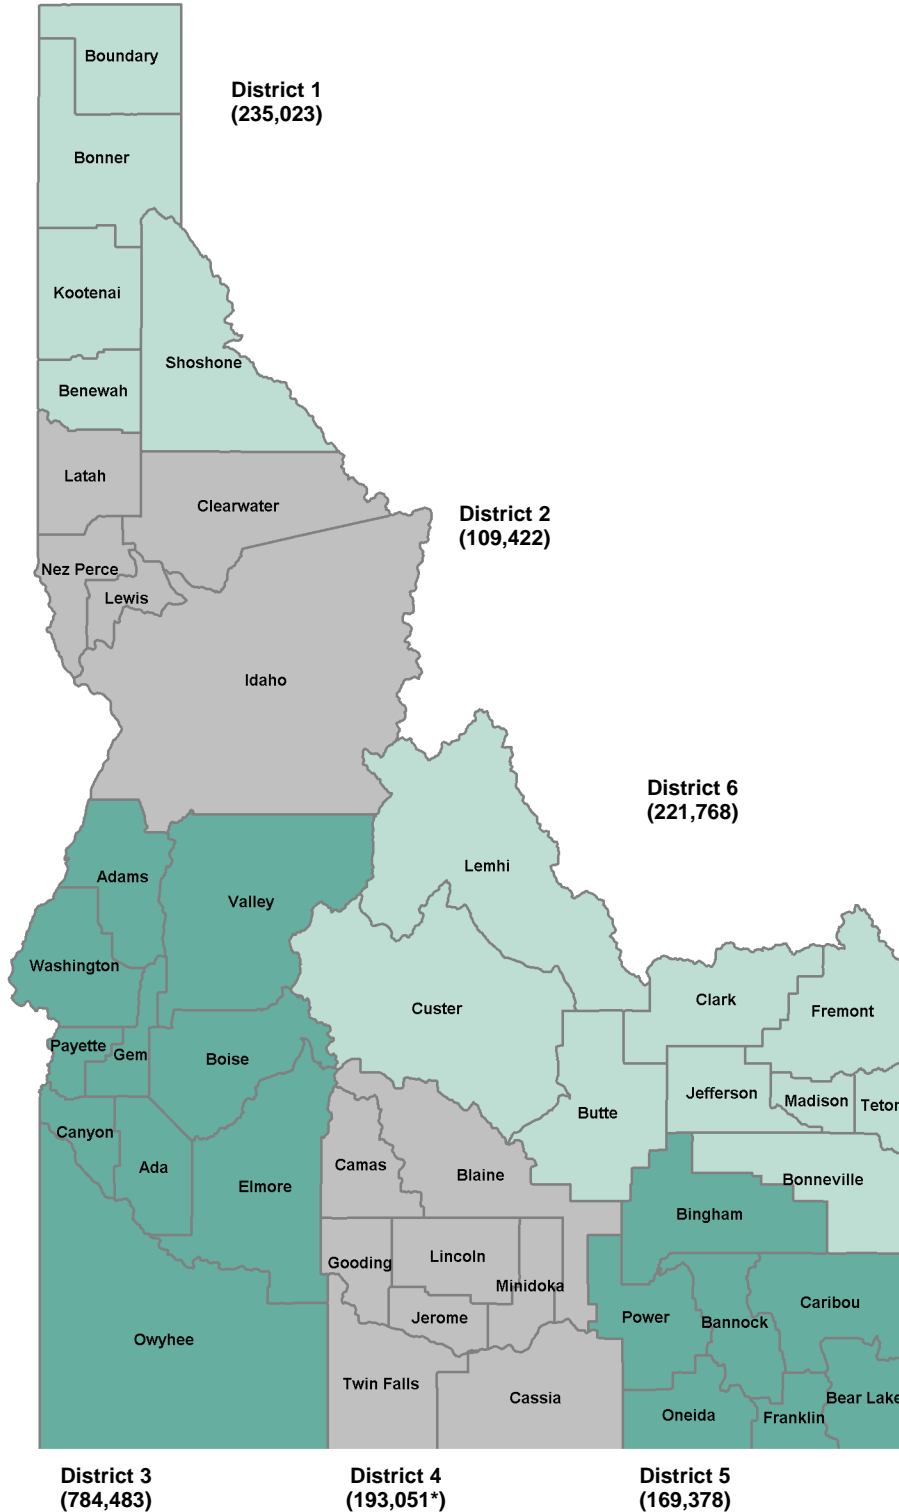 Boundary
District 1
(235,023)
Bonner
Kootenai
Shoshone
Benewah
Latah
Clearwater
District 2
(109,422)
Nez Perce
Lewis
Idaho
District 6
(221,768)
Lemhi
Adams
Valley
Washington
Custer
Clark
Fremont
Payette
Gem
Boise
Jefferson
Madison
Teton
Butte
Canyon
Ada
Camas
Blaine
Elmore
Bonneville
Bingham
Gooding
Lincoln
Minidoka
Caribou
Jerome
Power
Bannock
Owyhee
Twin Falls
Cassia
Bear Lake
Oneida
Franklin
District 3
(784,483)
District 4
(193,051*)
District 5
(169,378)